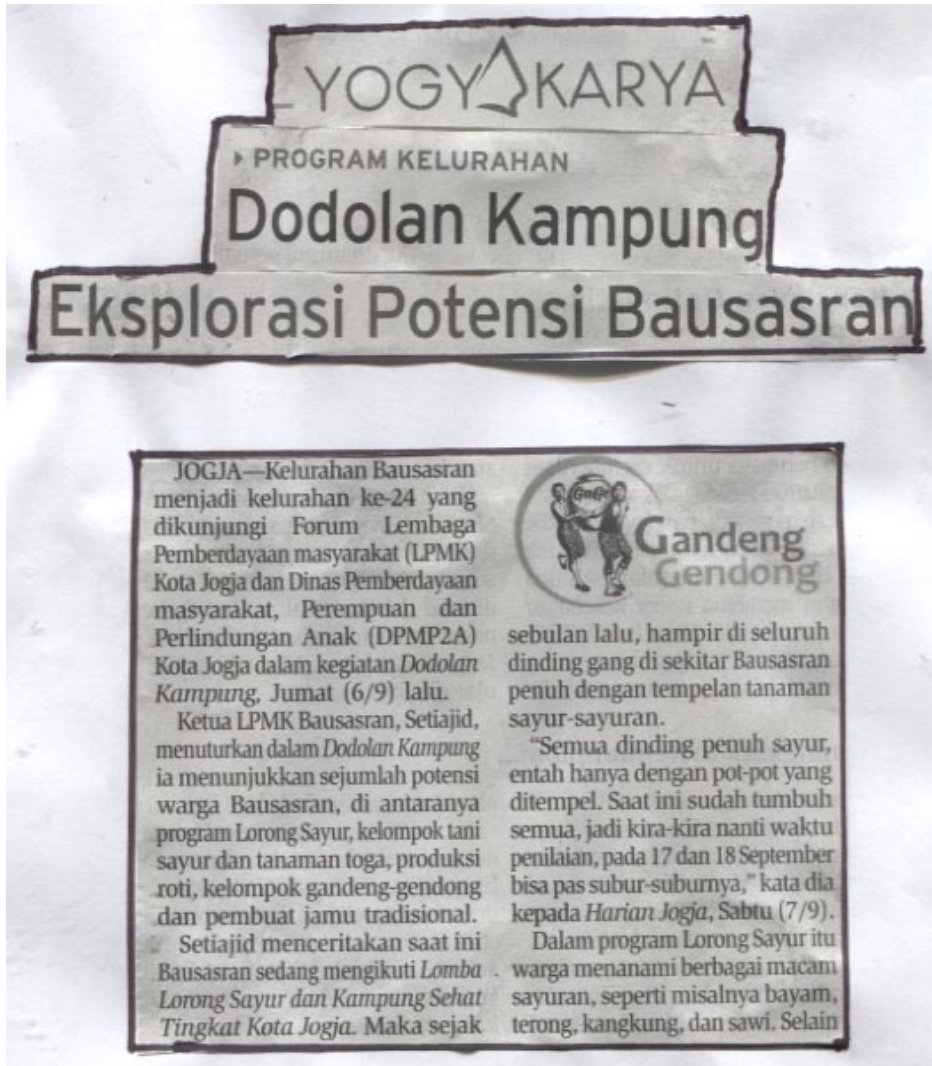 YOGYAKARYA
PROGRAM KELURAHAN
Dodolan Kampung
Eksplorasi Potensi Bausasran
JOGJA—Kelurahan Bausasran
menjadi kelurahan ke-24 yang
dikunjungi Forum Lembaga
Pemberdayaan masyarakat (LPMK)
Kota Jogja dan Dinas Pemberdayaan
masyarakat, Perempuan dan
Perlindungan Anak (DPMP2A)
Kota Jogja dalam kegiatan Dodolan
Kampung, Jumat (6/9) lalu.
Ketua LPMK Bausasran, Setiajid,
menuturkan dalam Dodolan Kampung
ia menunjukkan sejumlah potensi
warga Bausasran, di antaranya
program Lorong Sayur, kelompok tani
sayur dan tanaman toga, produksi
roti, kelompok gandeng-gendong
dan pembuat jamu tradisional.
Setiajid menceritakan saat ini
Bausasran sedang mengikuti Lomba
Lorong Sayur dan Kampung Sehat
Tingkat Kota Jogja. Maka sejak
GaGe
Gandeng
Gendong
sebulan lalu, hampir di seluruh
dinding gang di sekitar Bausasran
penuh dengan tempelan tanaman
sayur-sayuran.
“Semua dinding penuh sayur,
entah hanya dengan pot-pot yang
ditempel. Saat ini sudah tumbuh
semua, jadi kira-kira nanti waktu
penilaian, pada 17 dan 18 September
bisa pas subur-suburnya,” kata dia
kepada Harian Jogja, Sabtu (7/9).
Dalam program Lorong Sayur itu
warga menanami berbagai macam
sayuran, seperti misalnya bayam,
terong, kangkung, dan sawi. Selain